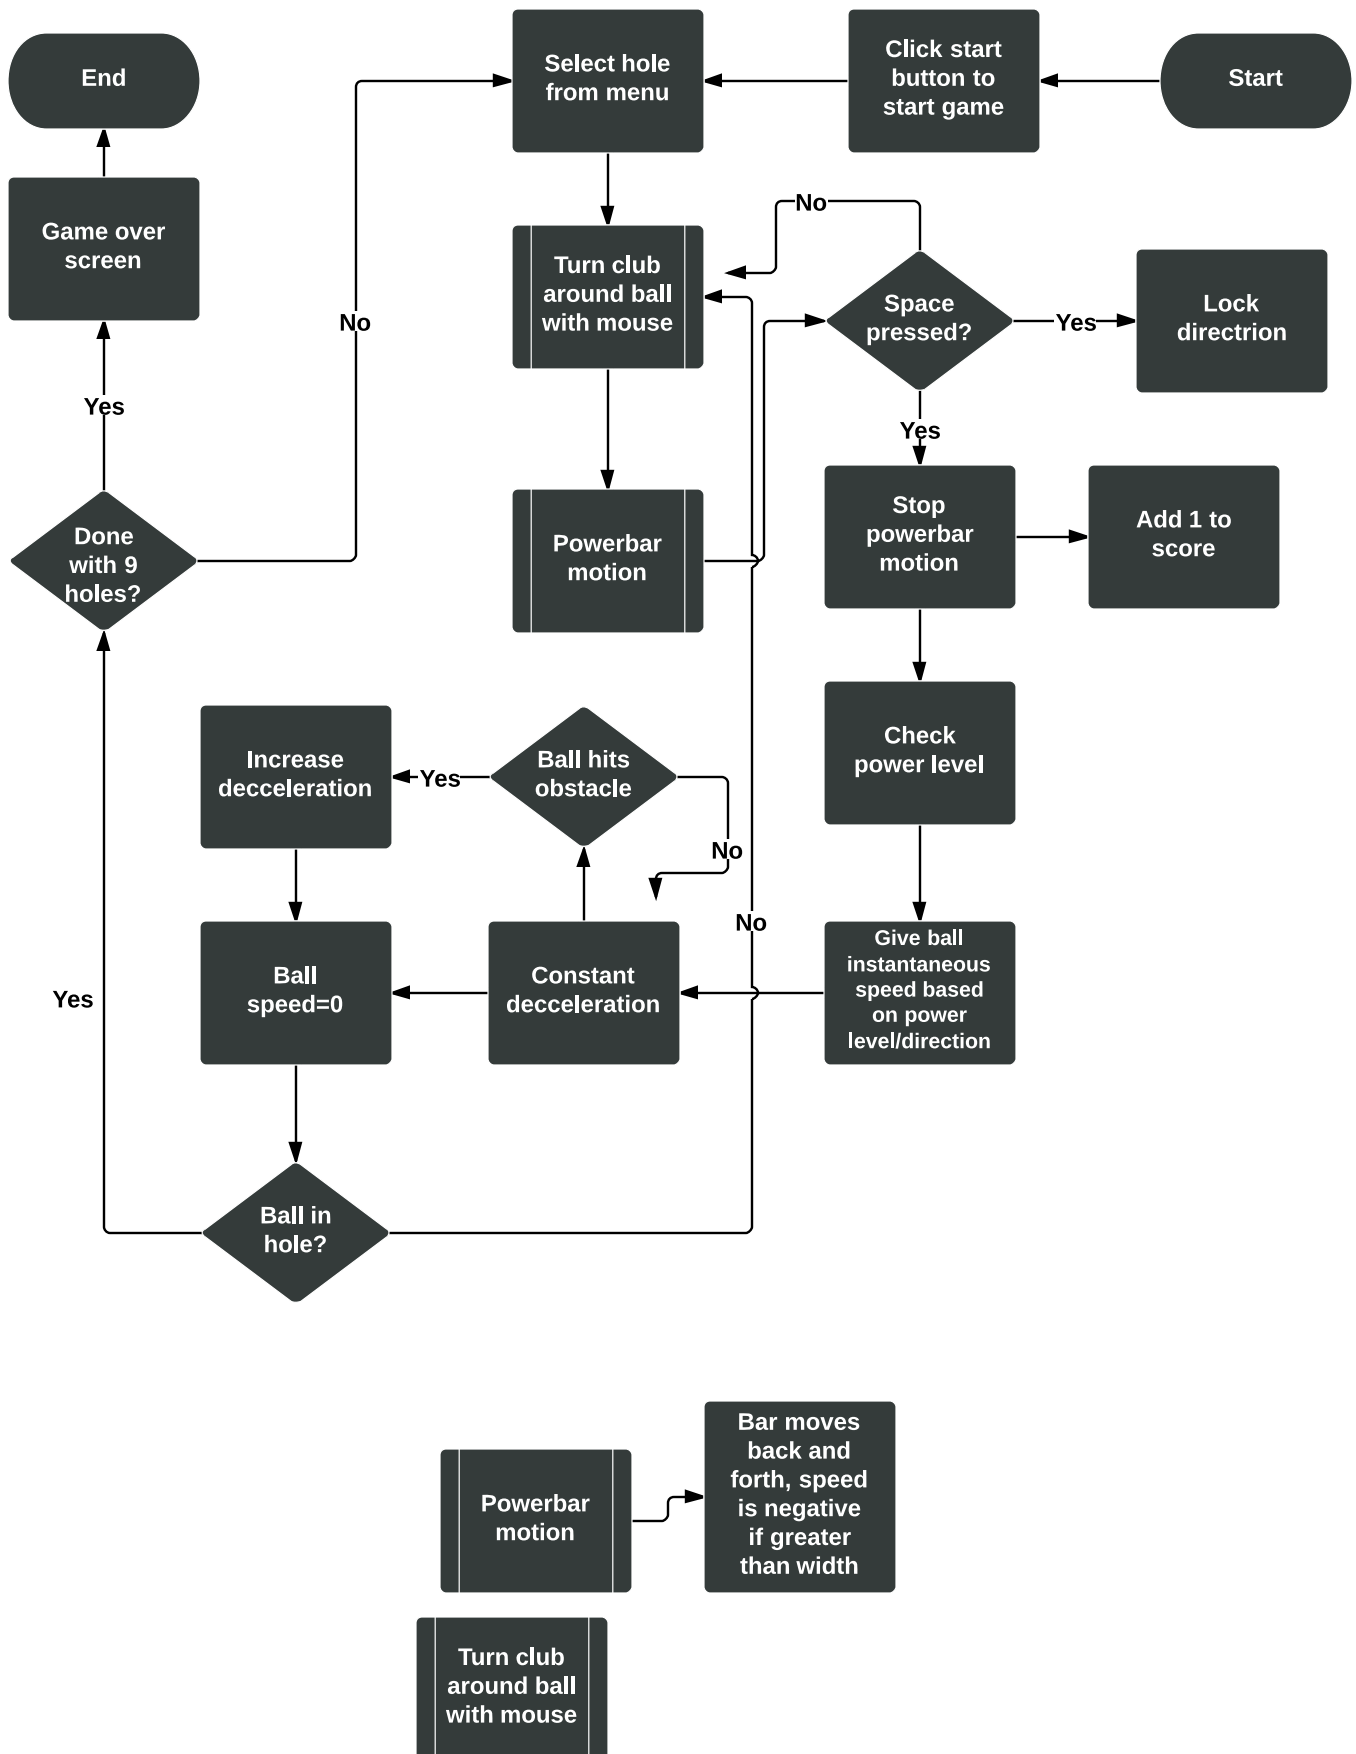 End
Select hole
from menu
Click start
button to
start game
Start
Game over
screen
No
Turn club
around ball
with mouse
No
Space
pressed?
Yes
Lock
directrion
Yes
Yes
Done
with 9
holes?
Powerbar
motion
Stop
powerbar
motion
Add 1 to
score
Increase
decceleration
Yes
Ball hits
obstacle
No
Check
power level
Yes
Ball
speed=0
Constant
decceleration
No
Give ball
instantaneous
speed based
on power
level/direction
Ball in
hole?
Powerbar
motion
Bar moves
back and
forth, speed
is negative
if greater
than width
Turn club
around ball
with mouse